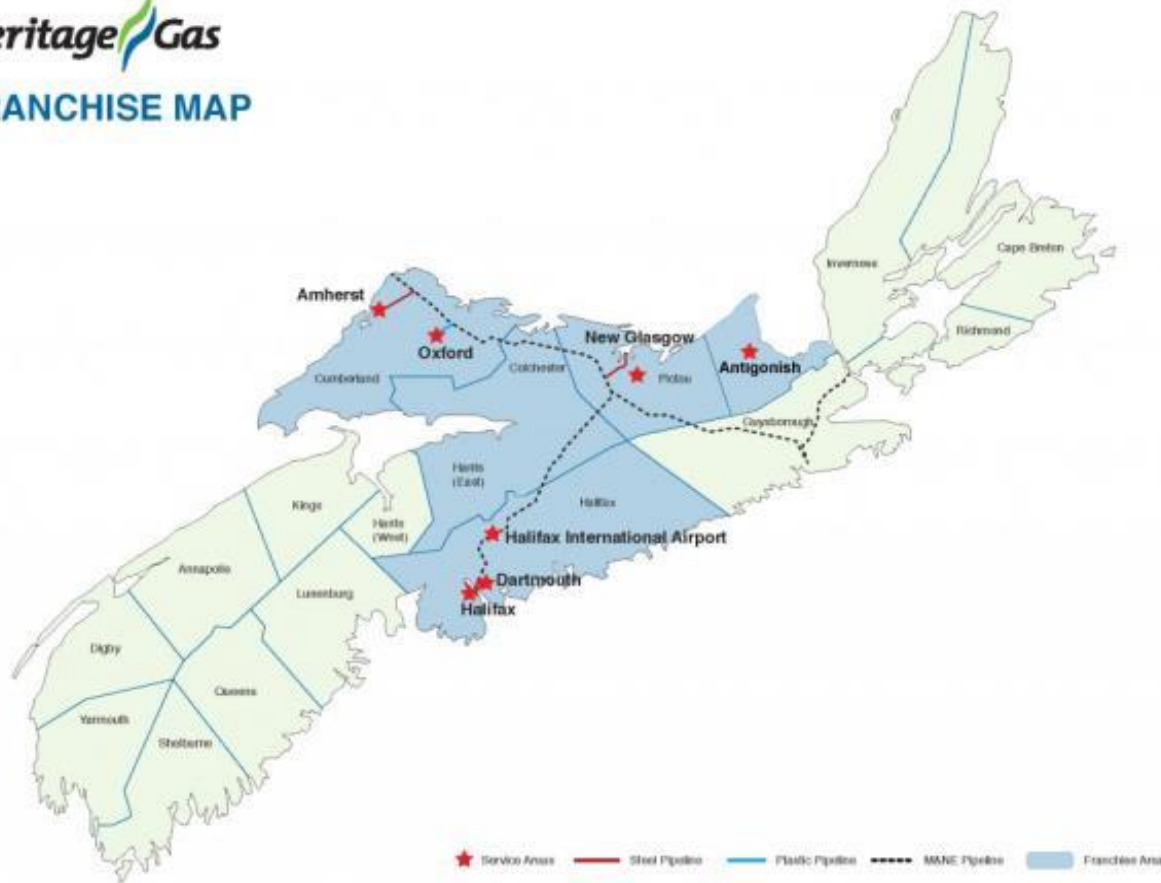 eritage Gas
ANCHISE MAP
Inverness
Cape Breton
Richmond
Amherst
New Glasgow
Oxford
Antigonish
Cumberland
Colchester
Pictou
Guysborough
Hants
(East)
Halifax
Kings
Hants
(West)
Halifax International Airport
Annapolis
Dartmouth
Lunenburg
Halifax
Digby
Queens
Yarmouth
Shelburne
Service Areas
Steel Pipeline
Plastic Pipeline
M&NE Pipeline
Franchise Area